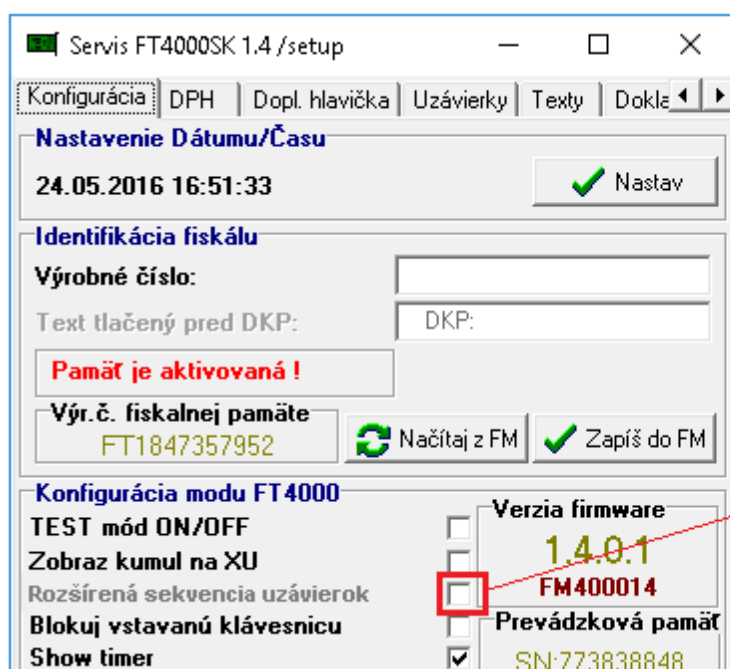 Servis FT4000SK 1.4 /setup
Konfigurácia DPH Dopl. hlavička Uzávierky Texty Dokla
Nastavenie Dátumu/Času
24.05.2016 16:51:33 Nastav
Identifikácia fiskálu
Výrobné číslo:
Text tlačený pred DKP: DKP:
Pamäť je aktivovaná !
Výr.č. fiskalnej pamäte
FT1847357952 Načítaj z FM Zapíš do FM
Konfigurácia modu FT4000 Verzia firmware
TEST mód ON/OFF
Zobraz kumul na XU 1.4.0.1
Rozšírená sekvencia uzávierok FM400014
Blokuj vstavanú klávesnicu Prevádzková pamäť
Show timer SN:773838848